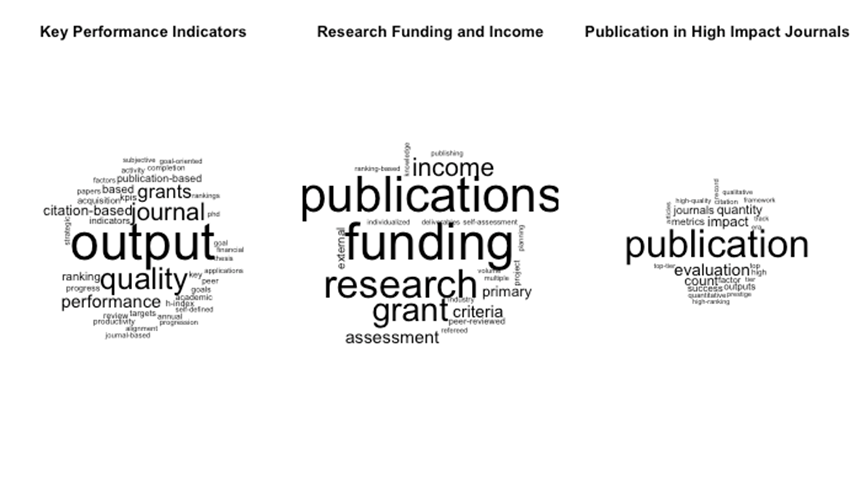 Key Performance Indicators
Research Funding and Income
Publication in High Impact Journals
subjective goal-oriented
activity completion
factors publication-based
papers based grants rankings
acquisition kpis
citation-based journal phd
indicators
strategic
output goal
financial
thesis
ranking quality key applications
peer
progress goals
performance h-index academic
self-defined
review targets annual
productivity progression
alignment
journal-based
knowledge publishing
ranking-based income
publications
individualized deliverables self-assessment
external funding planning
volume
multiple project
research primary
industry
grant criteria
peer-reviewed
refereed
assessment
record qualitative
high-quality citation framework
articles journals quantity
metrics impact track
era
publication
top-tier evaluation top
high
count factor tier
success outputs
quantitative prestige
high-ranking